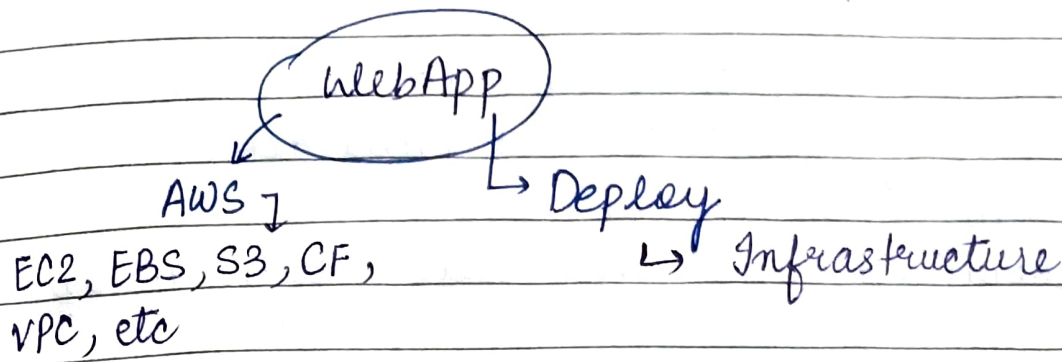 WebApp
AWS
Deploy
EC2, EBS, S3, CF,
Infrastructure
VPC, etc